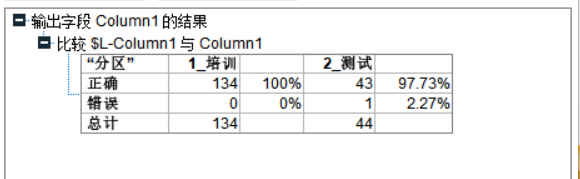 输出字段 Column1 的结果
比较 $L-Column1 与 Column1
“分区” 1_培训 2_测试
正确 134 100% 43 97.73%
错误 0 0% 1 2.27%
总计 134 44